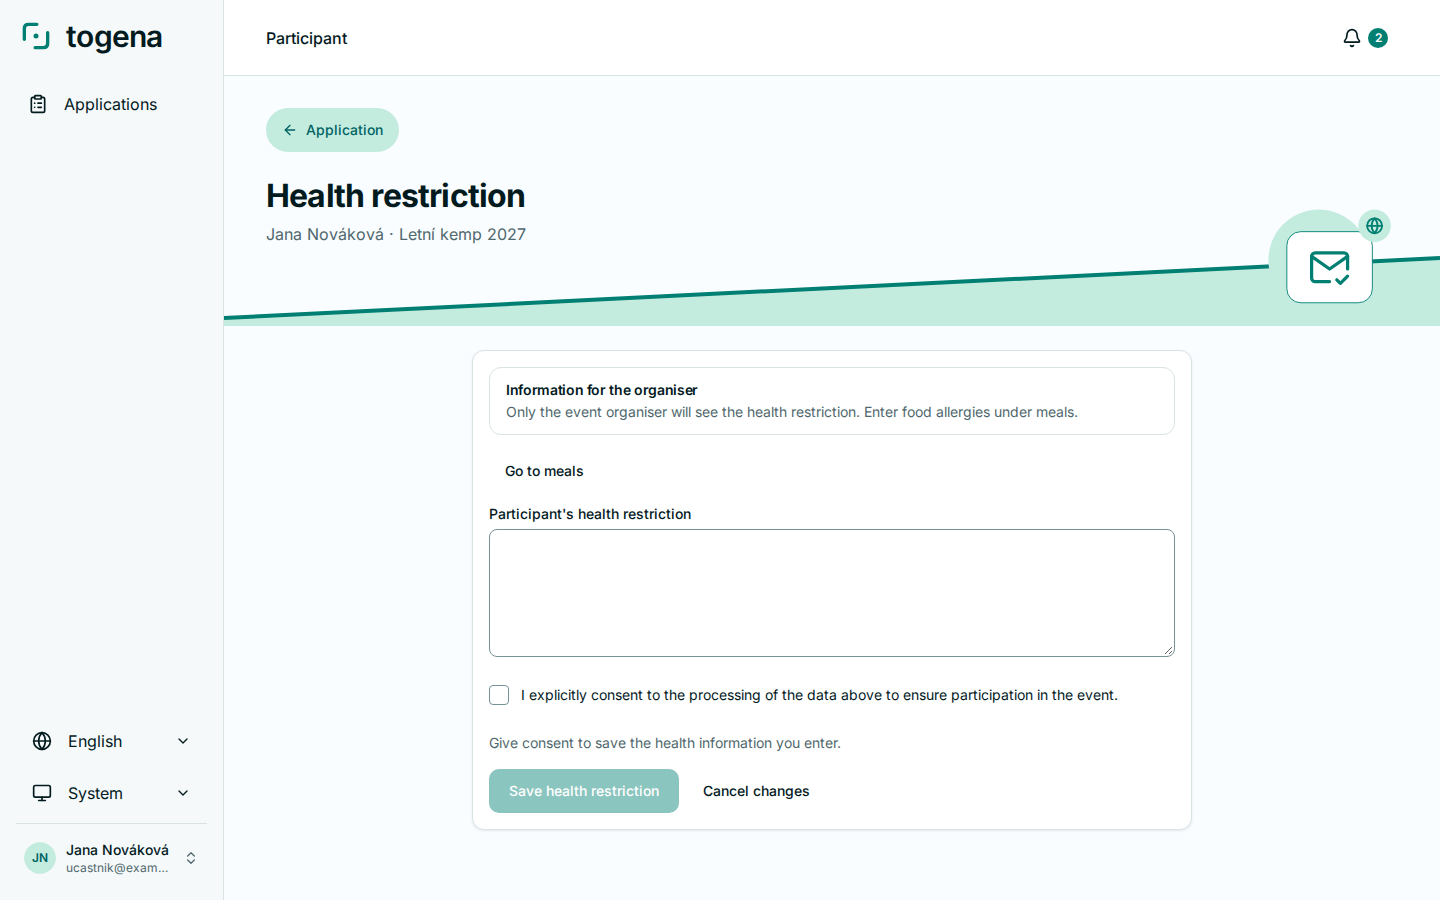 togena
Applications
English
System
JN
Jana Nováková
ucastnik@exam...
Participant
2
Application
Health restriction
Jana Nováková · Letní kemp 2027
Information for the organiser
Only the event organiser will see the health restriction. Enter food allergies under meals.
Go to meals
Participant's health restriction
I explicitly consent to the processing of the data above to ensure participation in the event.
Give consent to save the health information you enter.
Save health restriction
Cancel changes